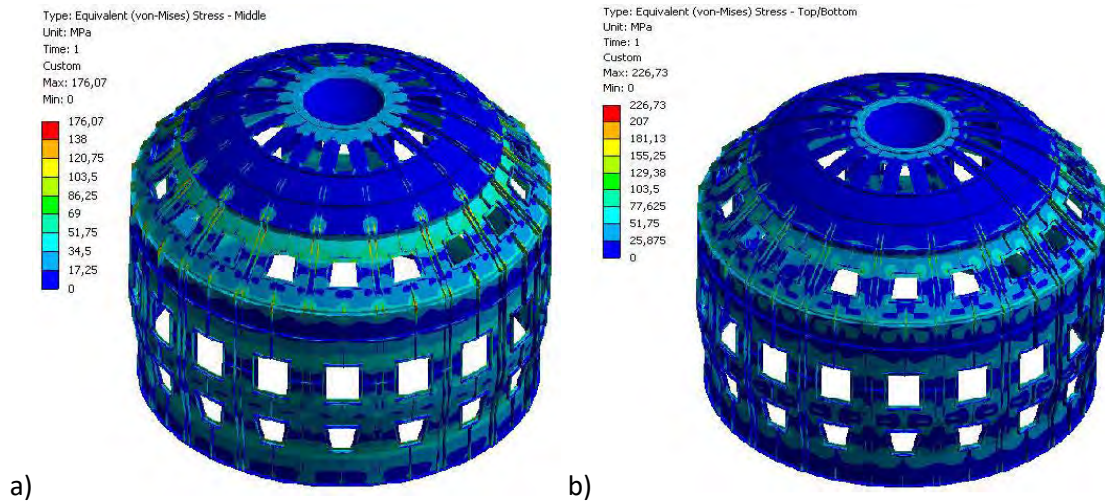 Type: Equivalent (von-Mises) Stress - Middle
Unit: MPa
Time: 1
Custom
Max: 176,07
Min: 0
176,07
138
120,75
103,5
86,25
69
51,75
34,5
17,25
0
a)
Type: Equivalent (von-Mises) Stress - Top/Bottom
Unit: MPa
Time: 1
Custom
Max: 226,73
Min: 0
226,73
207
181,13
155,25
129,38
103,5
77,625
51,75
25,875
0
b)